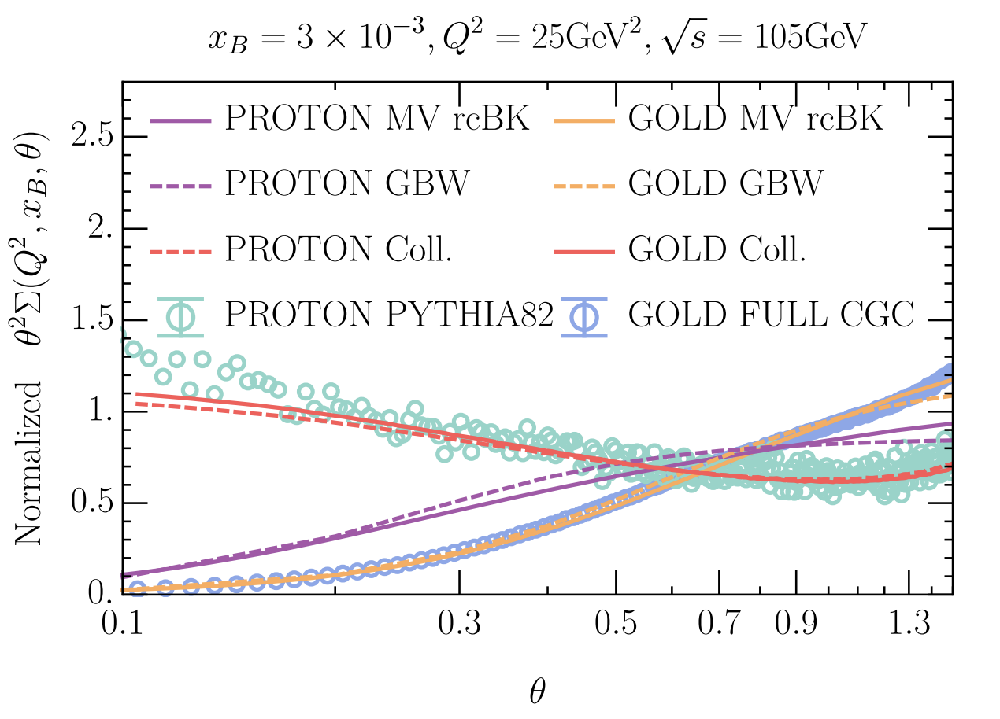 x_B = 3 × 10^{-3}, Q^2 = 25GeV^2, √s = 105GeV
Normalized θ^2Σ(Q^2, x_B, θ)
2.5
2.
1.5
1.
0.5
0.
PROTON MV rcBK
GOLD MV rcBK
PROTON GBW
GOLD GBW
PROTON Coll.
GOLD Coll.
PROTON PYTHIA82
GOLD FULL CGC
0.1 0.3 0.5 0.7 0.9 1.3
θ